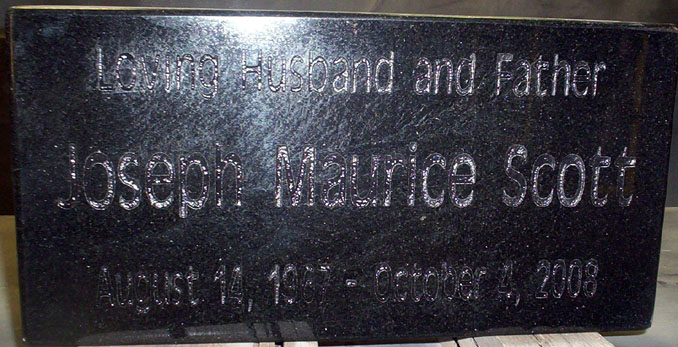 Loving Husband and Father
Joseph Maurice Scott
August 14, 1967 - October 4, 2008